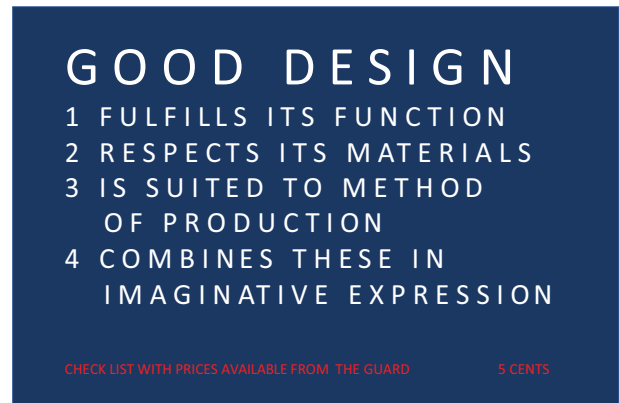 GOOD DESIGN
1 FULFILLS ITS FUNCTION
2 RESPECTS ITS MATERIALS
3 IS SUITED TO METHOD
OF PRODUCTION
4 COMBINES THESE IN
IMAGINATIVE EXPRESSION
CHECK LIST WITH PRICES AVAILABLE FROM THE GUARD 5 CENTS